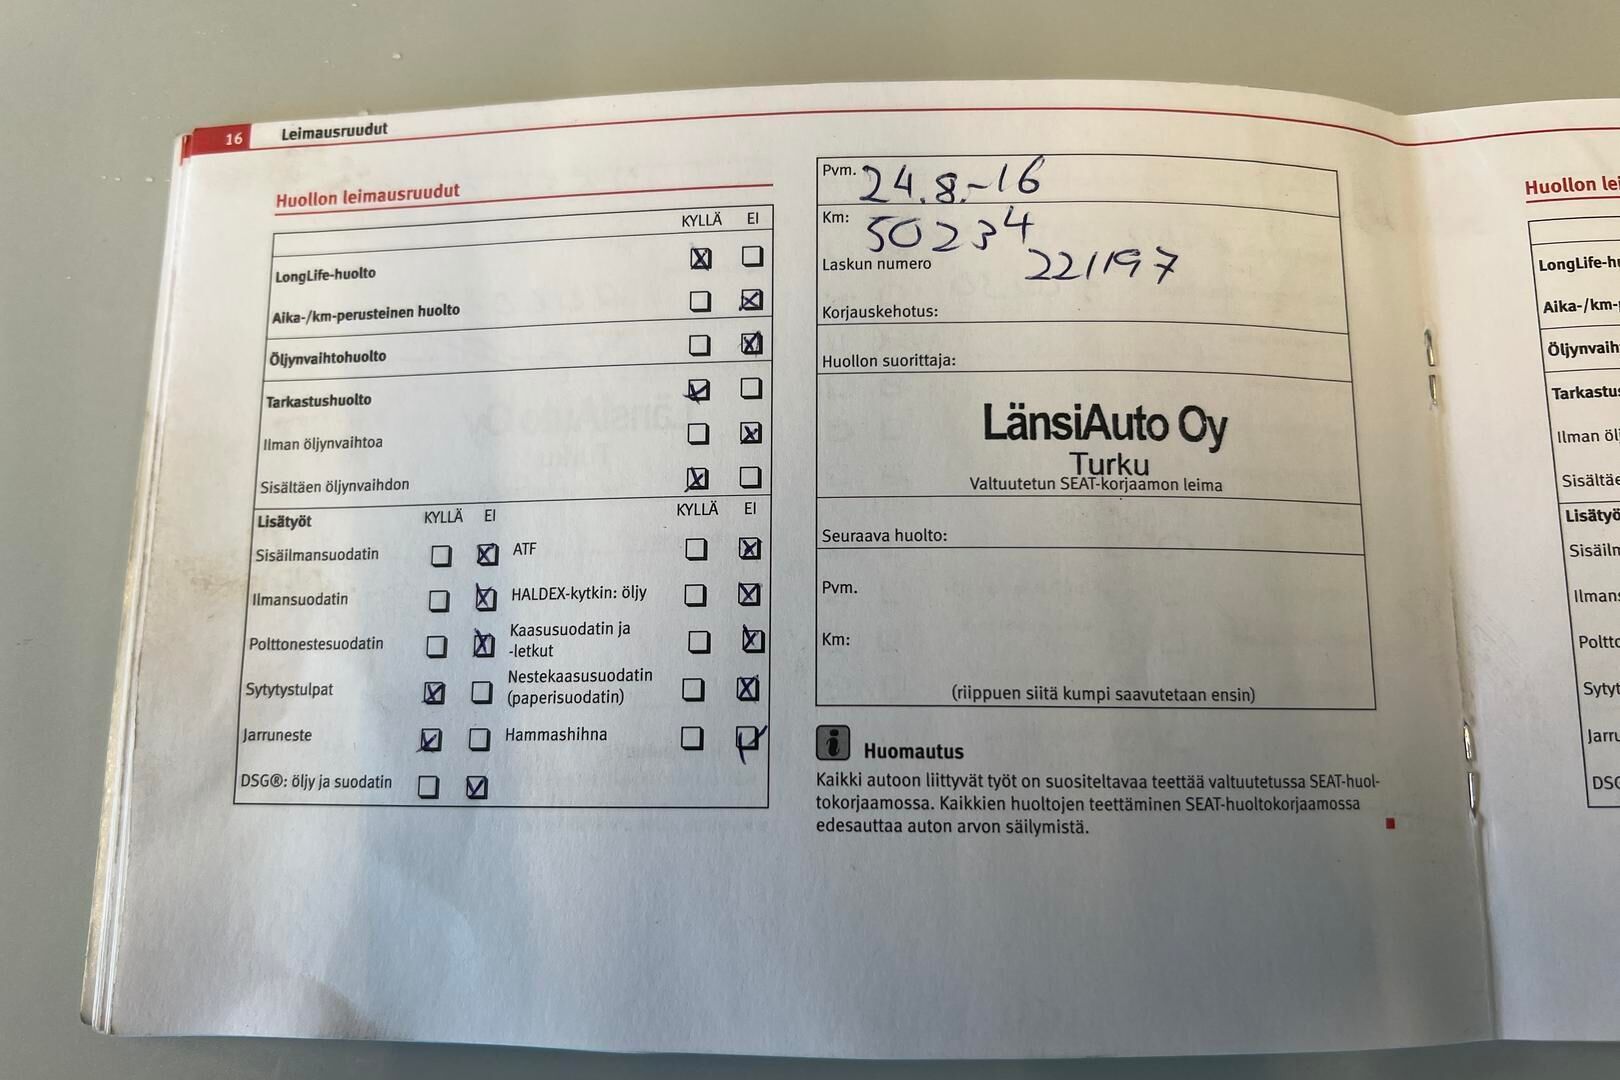 16 Leimausruudut
Huollon leimausruudut
KYLLÄ EI
LongLife-huolto
Aika-/km-perusteinen huolto
Öljynvaihtohuolto
Tarkastushuolto
Ilman öljynvaihtoa
Sisältäen öljynvaihdon
Lisätyöt KYLLÄ EI KYLLÄ EI
Sisäilmansuodatin ATF
Ilmansuodatin HALDEX-kytkin: öljy
Polttonestesuodatin Kaasusuodatin ja
-letkut
Sytytystulpat Nestekaasusuodatin
(paperisuodatin)
Jarruneste Hammashihna
DSG®: öljy ja suodatin
Pvm. 24.8.-16
Km: 50234
Laskun numero 221197
Korjauskehotus:
Huollon suorittaja:
LänsiAuto Oy
Turku
Valtuutetun SEAT-korjaamon leima
Seuraava huolto:
Pvm.
Km:
(riippuen siitä kumpi saavutetaan ensin)
i Huomautus
Kaikki autoon liittyvät työt on suositeltavaa teettää valtuutetussa SEAT-huol-
tokorjaamossa. Kaikkien huoltojen teettäminen SEAT-huoltokorjaamossa
edesauttaa auton arvon säilymistä.
Huollon lei
LongLife-hu
Aika-/km-
Öljynvaih
Tarkastus
Ilman öl
Sisältäe
Lisätyö
Sisäiln
Ilmans
Poltto
Sytyt
Jarru
DSG